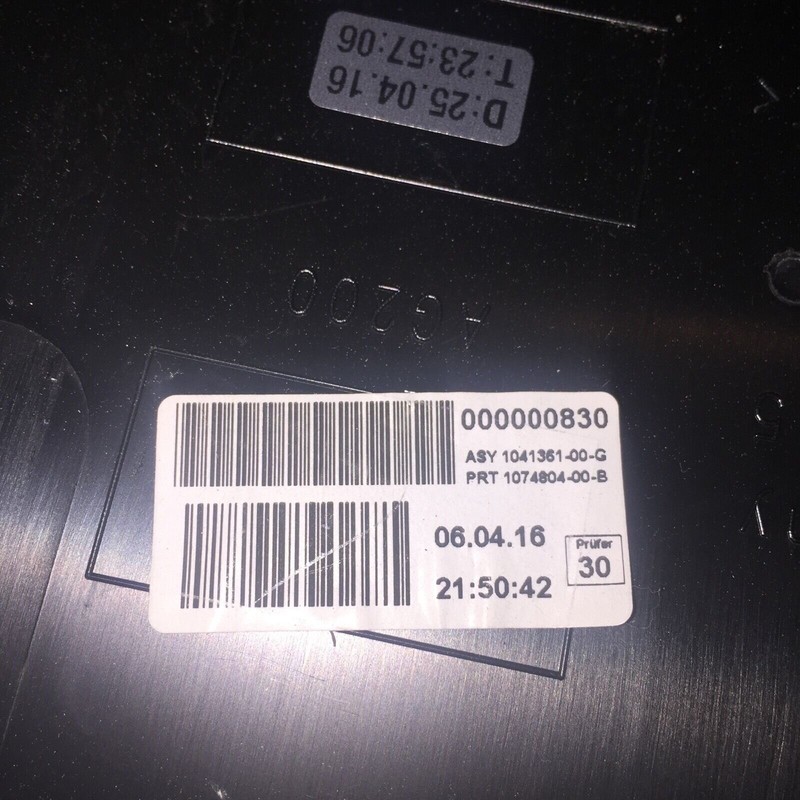 D:25.04.16
T:23:57:06
AG200
000000830
ASY 1041361-00-G
PRT 1074804-00-B
06.04.16
21:50:42
Prüfer
30